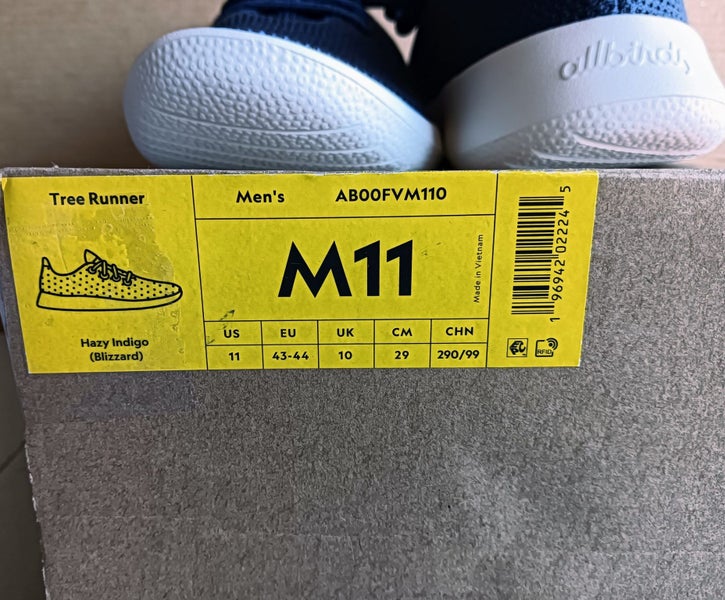 allbirds
Tree Runner
Hazy Indigo
(Blizzard)
Men's AB00FVM110
M11
Made in Vietnam
US EU UK CM CHN
11 43-44 10 29 290/99
1 96942 02224 5
RFID